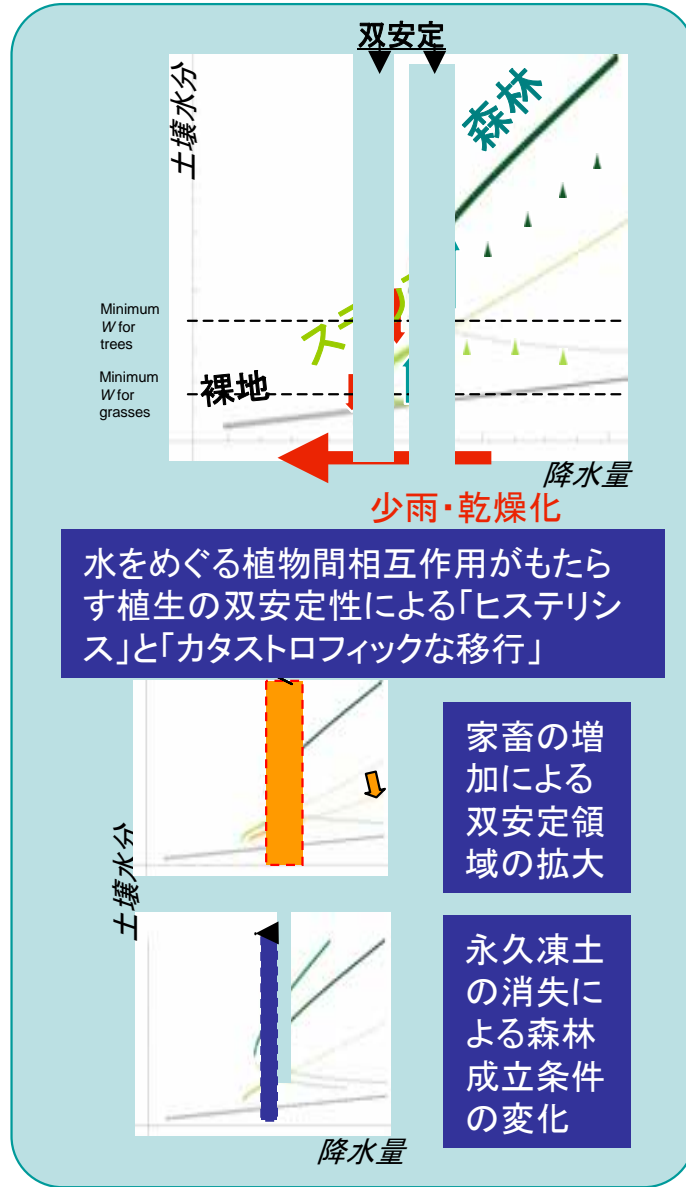 双安定
土壌水分
森林
Minimum
W for
trees
Minimum
W for
grasses
裸地
降水量
少雨・乾燥化
水をめぐる植物間相互作用がもたら
す植生の双安定性による「ヒステリシ
ス」と「カタストロフィックな移行」
土壌水分
家畜の増
加による
双安定領
域の拡大
永久凍土
の消失に
よる森林
成立条件
の変化
降水量